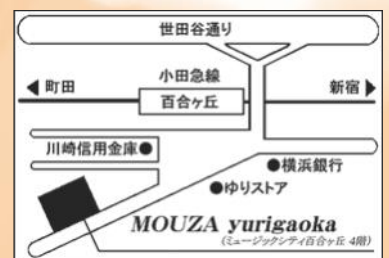 世田谷通り
小田急線
◀町田
新宿▶
百合ヶ丘
川崎信用金庫●
●横浜銀行
●ゆりストア
MOUZA yurigaoka
(ミュージックシティ百合ヶ丘 4階)